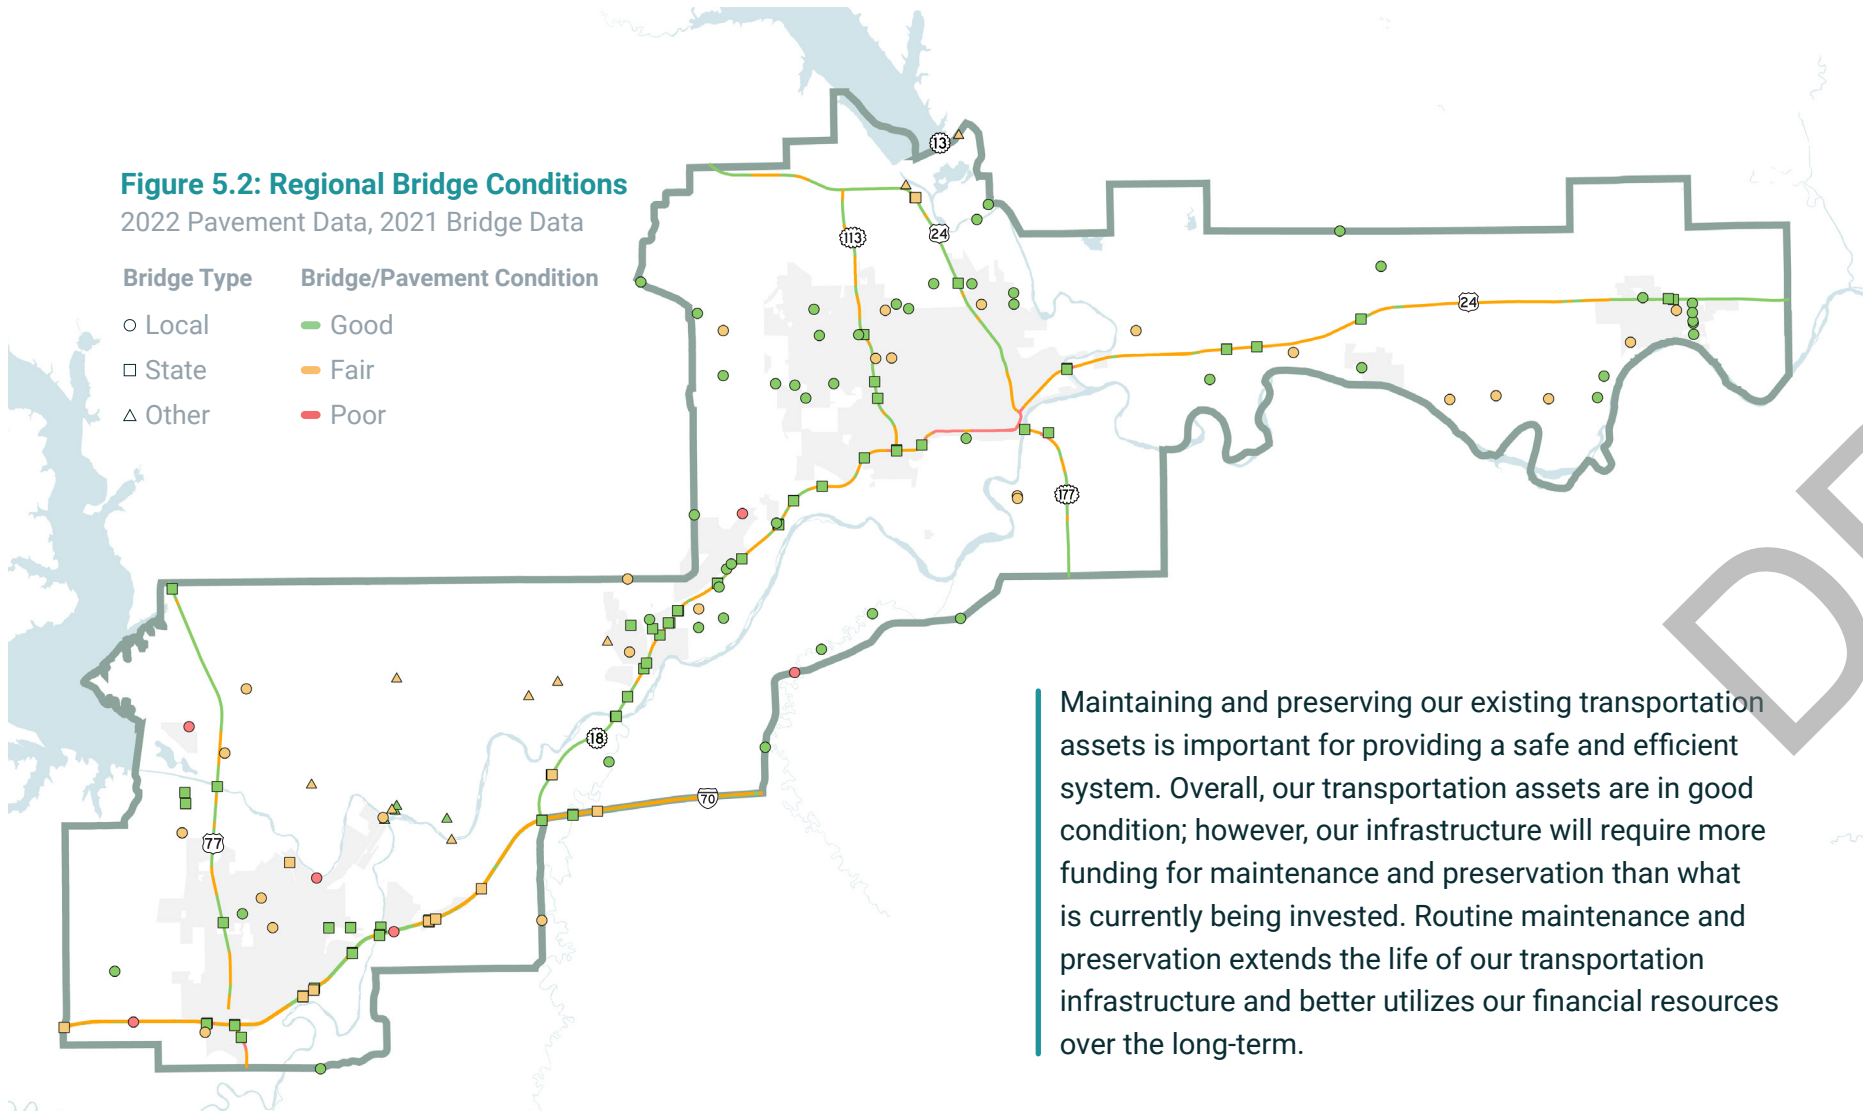 Figure 5.2: Regional Bridge Conditions
2022 Pavement Data, 2021 Bridge Data
Bridge Type
Bridge/Pavement Condition
Local
Good
State
Fair
Other
Poor
13
113
24
24
177
18
70
77
Maintaining and preserving our existing transportation
assets is important for providing a safe and efficient
system. Overall, our transportation assets are in good
condition; however, our infrastructure will require more
funding for maintenance and preservation than what
is currently being invested. Routine maintenance and
preservation extends the life of our transportation
infrastructure and better utilizes our financial resources
over the long-term.